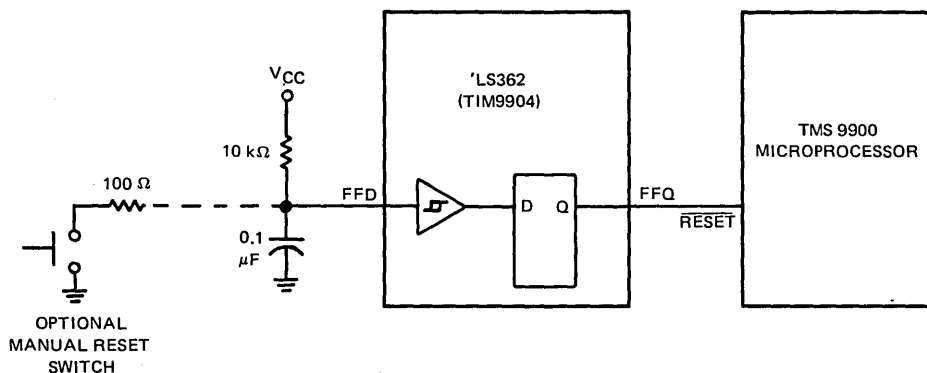 'LS362
(TIM9904)
VCC
TMS 9900
MICROPROCESSOR
10 kΩ
100 Ω
FFD
D
Q
FFQ
RESET
0.1
μF
OPTIONAL
MANUAL RESET
SWITCH